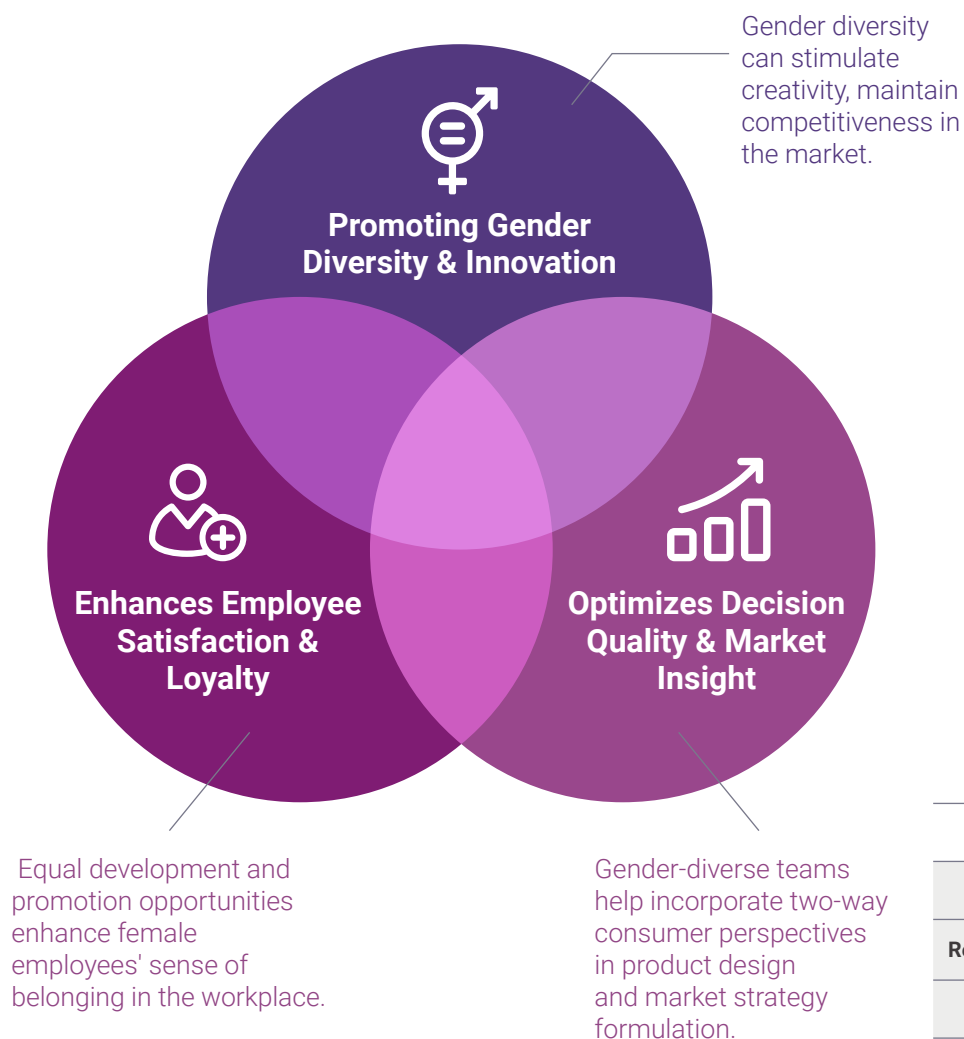 Gender diversity
can stimulate
creativity, maintain
competitiveness in
the market.
Promoting Gender
Diversity & Innovation
Enhances Employee
Satisfaction &
Loyalty
Optimizes Decision
Quality & Market
Insight
Equal development and
promotion opportunities
enhance female
employees' sense of
belonging in the workplace.
Gender-diverse teams
help incorporate two-way
consumer perspectives
in product design
and market strategy
formulation.